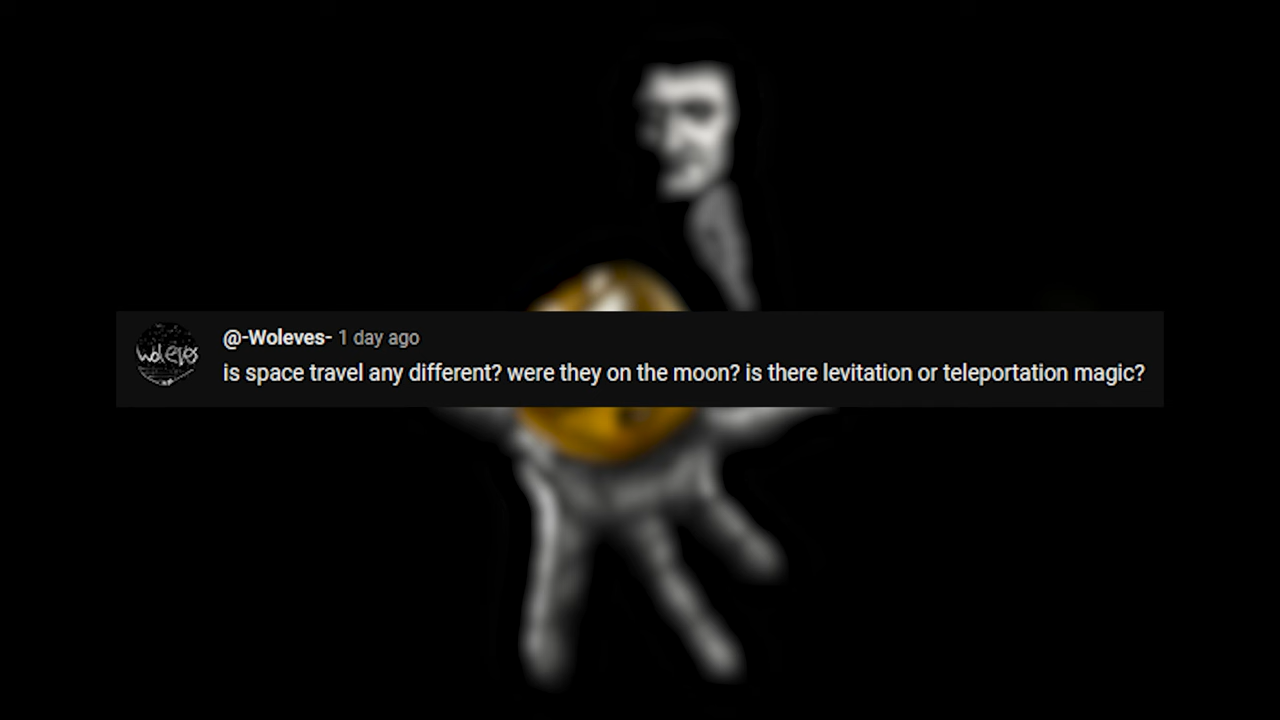 @-Woleves- 1 day ago
is space travel any different? were they on the moon? is there levitation or teleportation magic?
woleves